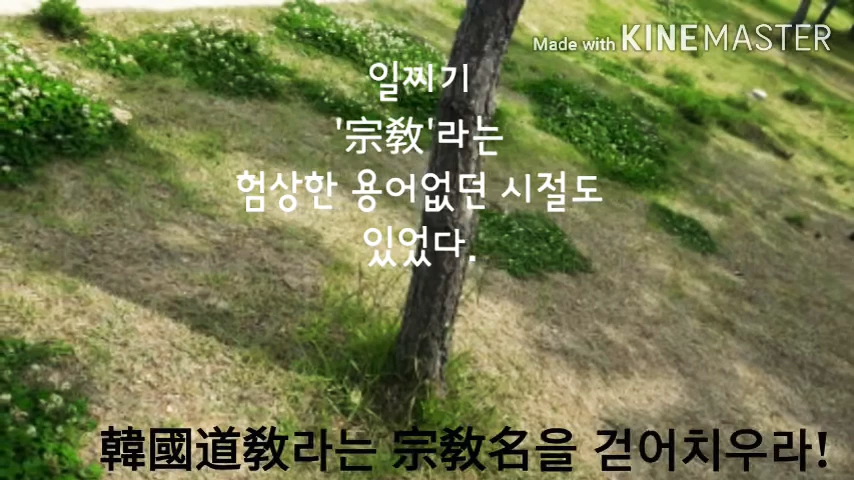 Made with KINEMASTER
일찌기
'宗敎'라는
험상한 용어없던 시절도
있었다.
韓國道敎라는 宗敎名을 걷어치우라!